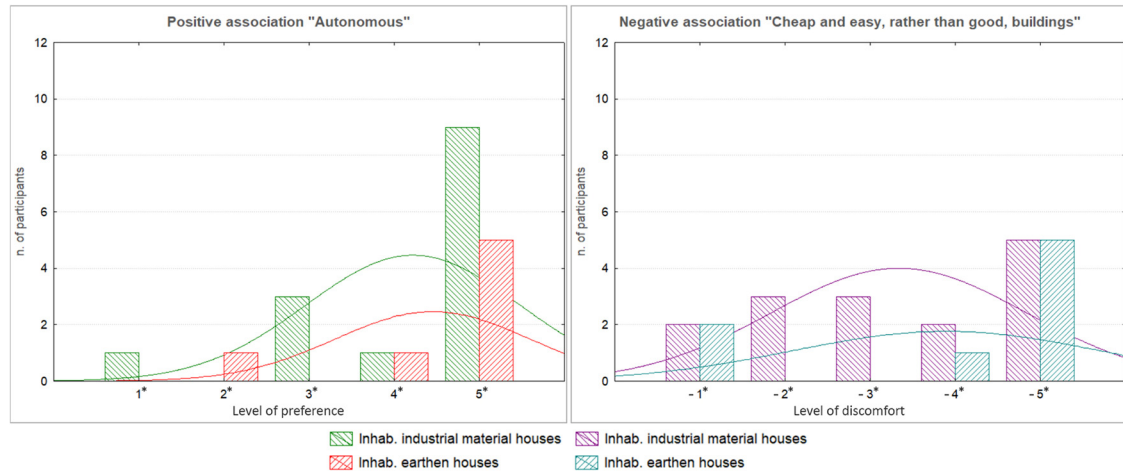 Positive association "Autonomous"
12
10
8
6
4
2
0
n. of participants
1* 2* 3* 4* 5*
Level of preference
Negative association "Cheap and easy, rather than good, buildings"
12
10
8
6
4
2
0
n. of participants
- 1* - 2* - 3* - 4* - 5*
Level of discomfort
Inhab. industrial material houses
Inhab. earthen houses
Inhab. industrial material houses
Inhab. earthen houses